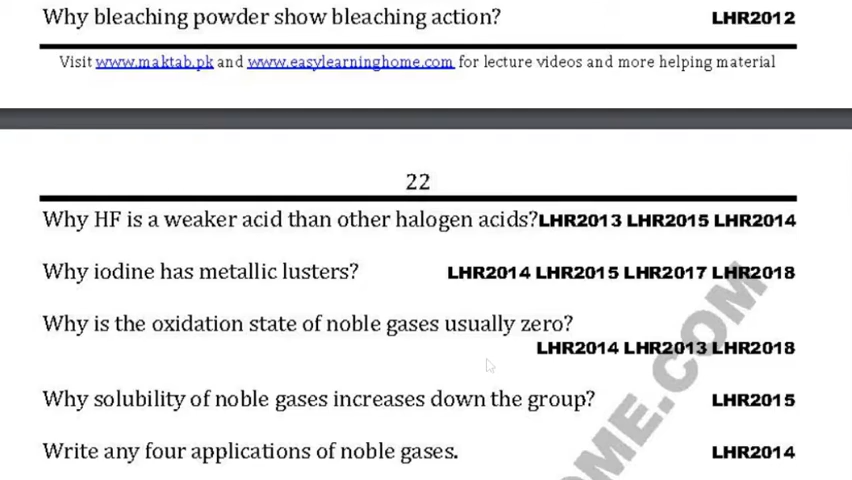 Why bleaching powder show bleaching action? LHR2012
Visit www.maktab.pk and www.easylearninghome.com for lecture videos and more helping material
22
Why HF is a weaker acid than other halogen acids?LHR2013 LHR2015 LHR2014
Why iodine has metallic lusters? LHR2014 LHR2015 LHR2017 LHR2018
Why is the oxidation state of noble gases usually zero?
LHR2014 LHR2013 LHR2018
Why solubility of noble gases increases down the group? LHR2015
Write any four applications of noble gases. LHR2014
OME.COM